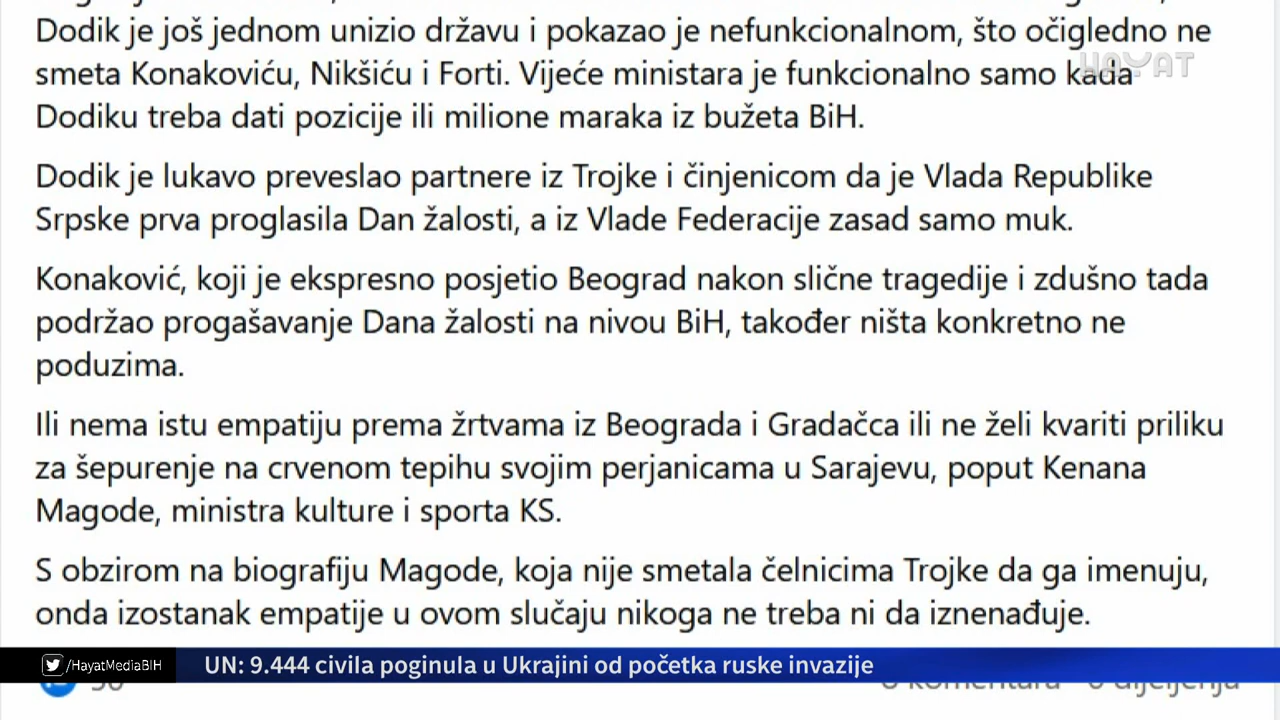 Dodik je još jednom unizio državu i pokazao je nefunkcionalnom, što očigledno ne
smeta Konakoviću, Nikšiću i Forti. Vijeće ministara je funkcionalno samo kada
HAYAT
Dodiku treba dati pozicije ili milione maraka iz bužeta BiH.
Dodik je lukavo preveslao partnere iz Trojke i činjenicom da je Vlada Republike
Srpske prva proglasila Dan žalosti, a iz Vlade Federacije zasad samo muk.
Konaković, koji je ekspresno posjetio Beograd nakon slične tragedije i zdušno tada
podržao progašavanje Dana žalosti na nivou BiH, također ništa konkretno ne
poduzima.
Ili nema istu empatiju prema žrtvama iz Beograda i Gradačca ili ne želi kvariti priliku
za šepurenje na crvenom tepihu svojim perjanicama u Sarajevu, poput Kenana
Magode, ministra kulture i sporta KS.
S obzirom na biografiju Magode, koja nije smetala čelnicima Trojke da ga imenuju,
onda izostanak empatije u ovom slučaju nikoga ne treba ni da iznenađuje.
/HayatMediaBIH UN: 9.444 civila poginula u Ukrajini od početka ruske invazije